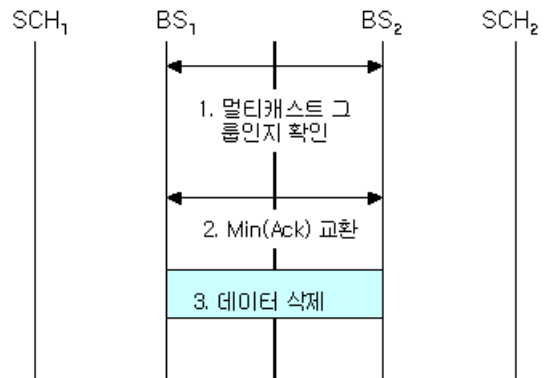 SCH₁ BS₁ BS₂ SCH₂
1. 멀티캐스트 그
룹인지 확인
2. Min(Ack) 교환
3. 데이터 삭제